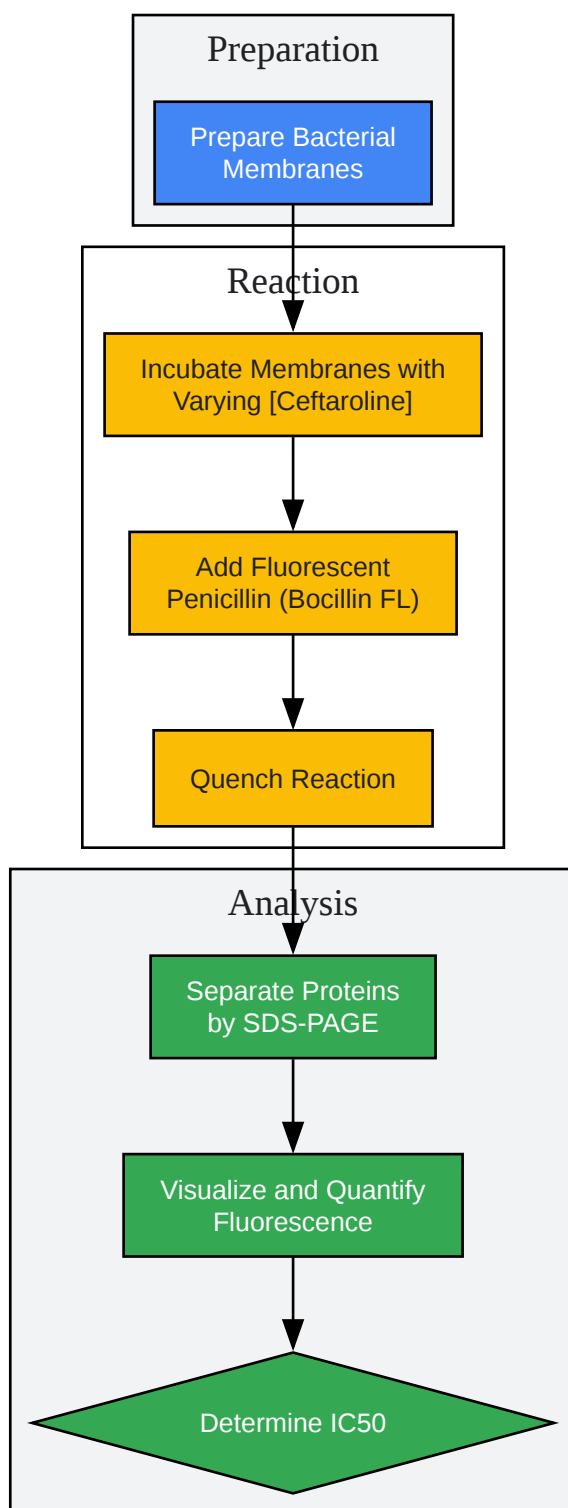 Preparation
Prepare Bacterial
Membranes
Reaction
Incubate Membranes with
Varying [Ceftaroline]
Add Fluorescent
Penicillin (Bocillin FL)
Quench Reaction
Analysis
Separate Proteins
by SDS-PAGE
Visualize and Quantify
Fluorescence
Determine IC50